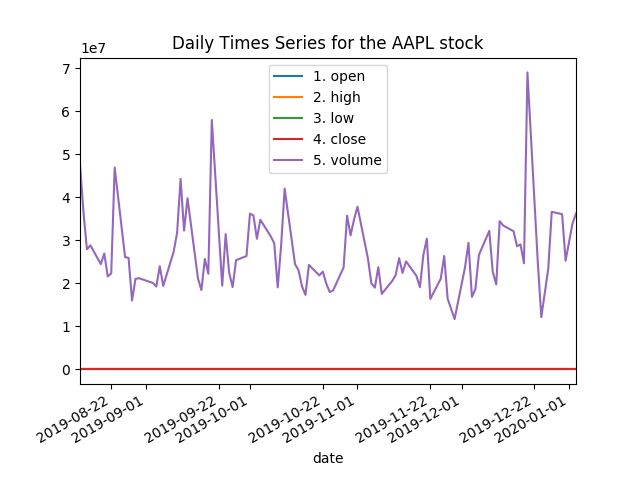 Daily Times Series for the AAPL stock
1e7
7
6
5
4
3
2
1
0
1. open
2. high
3. low
4. close
5. volume
2019-08-22
2019-09-01
2019-09-22
2019-10-01
2019-10-22
2019-11-01
2019-11-22
2019-12-01
2019-12-22
2020-01-01
date